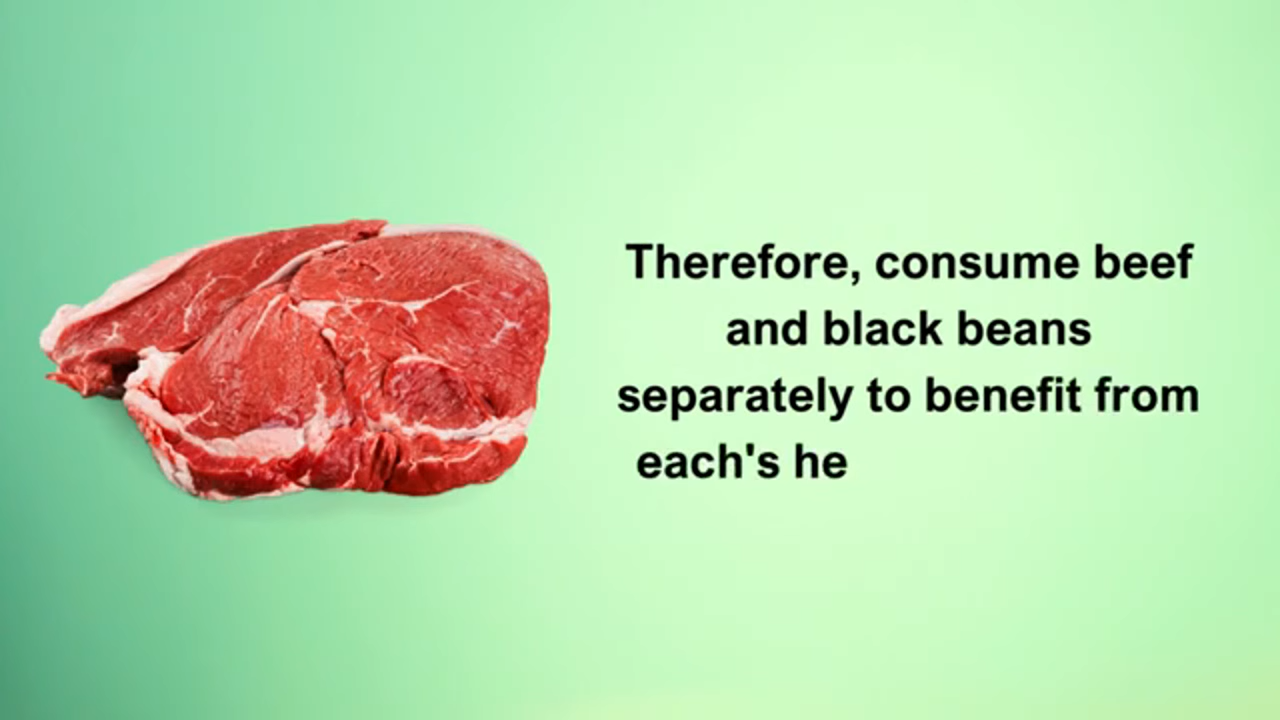 Therefore, consume beef
and black beans
separately to benefit from
each's he